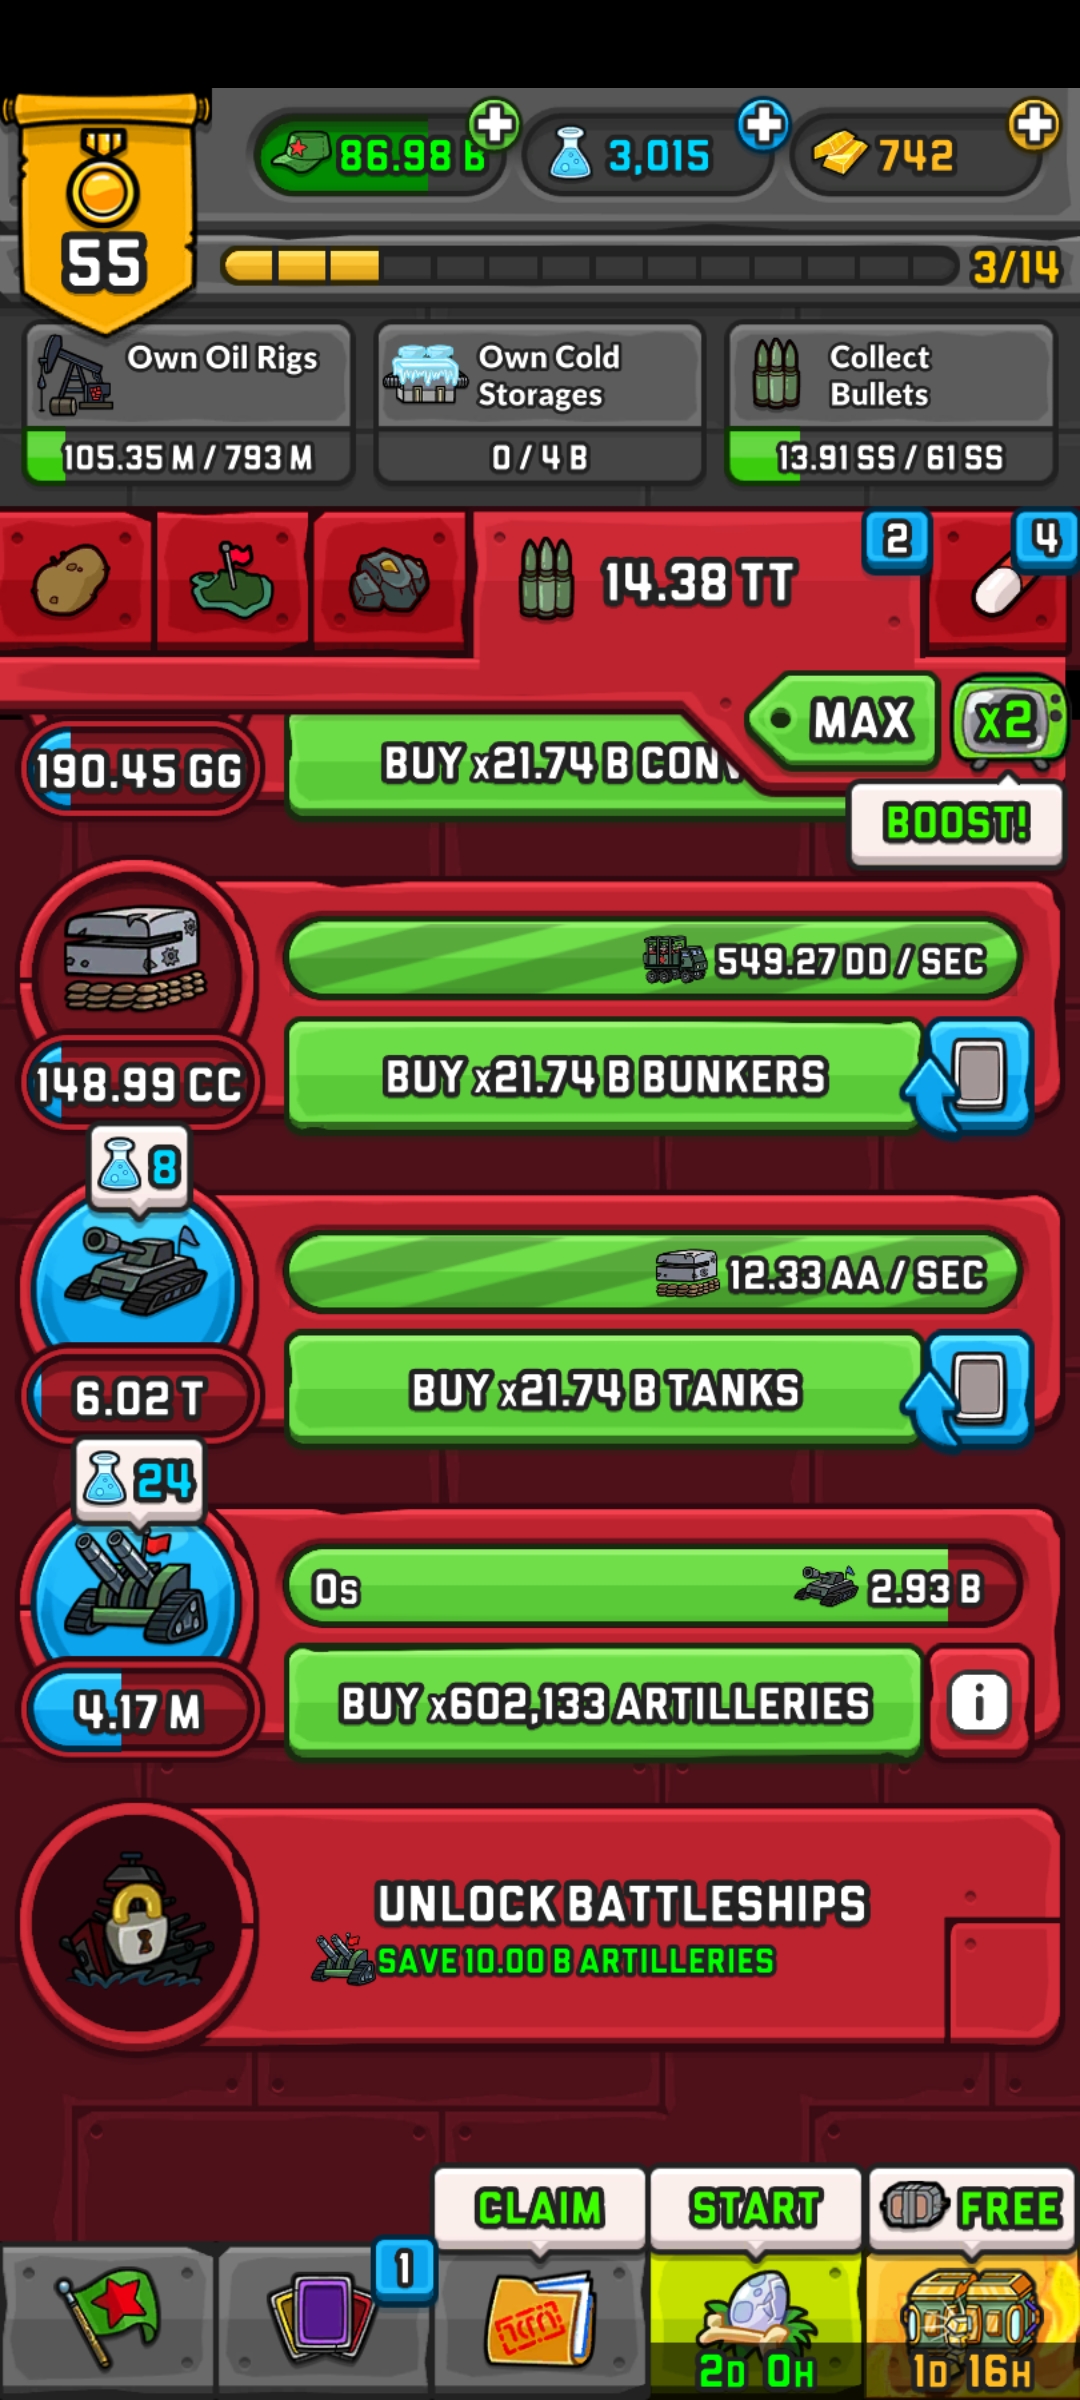 55
86.98 B
3,015
742
3/14
Own Oil Rigs
105.35 M / 793 M
Own Cold
Storages
0 / 4 B
Collect
Bullets
13.91 SS / 61 SS
14.38 TT
2
4
MAX
x2
BOOST!
190.45 GG
BUY x21.74 B CON
549.27 DD / SEC
148.99 CC
BUY x21.74 B BUNKERS
8
12.33 AA / SEC
6.02 T
BUY x21.74 B TANKS
24
0s
2.93 B
4.17 M
BUY x602,133 ARTILLERIES
i
UNLOCK BATTLESHIPS
SAVE 10.00 B ARTILLERIES
CLAIM
START
FREE
1
2D 0H
1D 16H